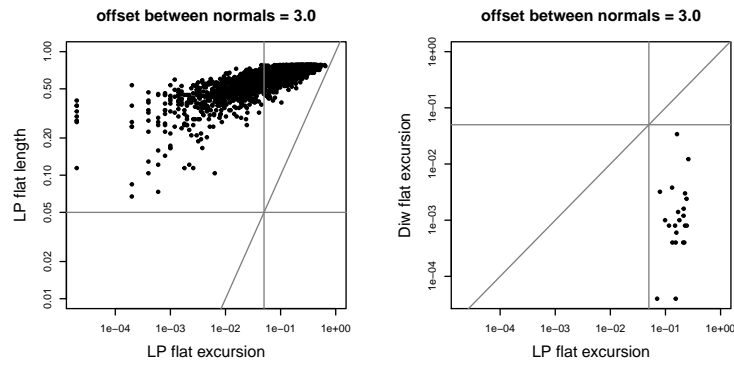 offset between normals = 3.0
LP flat length
1.00
0.50
0.20
0.10
0.05
0.02
0.01
1e−04 1e−03 1e−02 1e−01 1e+00
LP flat excursion
offset between normals = 3.0
Diw flat excursion
1e+00
1e−01
1e−02
1e−03
1e−04
1e−04 1e−03 1e−02 1e−01 1e+00
LP flat excursion